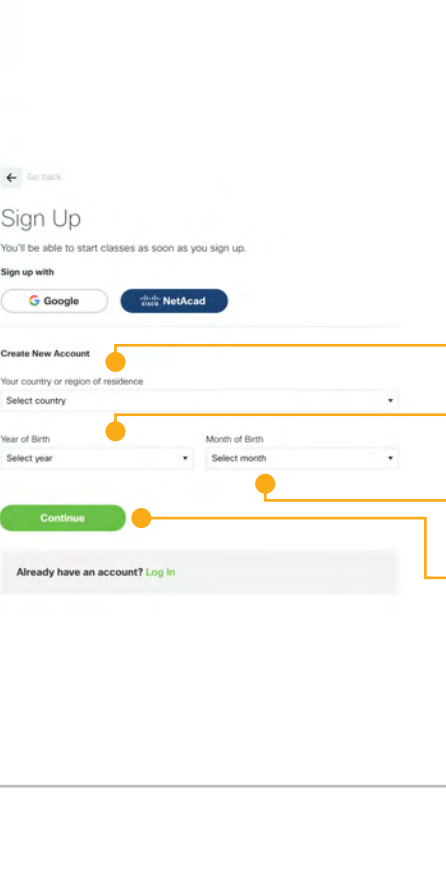 Go back
Sign Up
You'll be able to start classes as soon as you sign up.
Sign up with
Google
CISCO NetAcad
Create New Account
Your country or region of residence
Select country
Year of Birth Month of Birth
Select year Select month
Continue
Already have an account? Log In